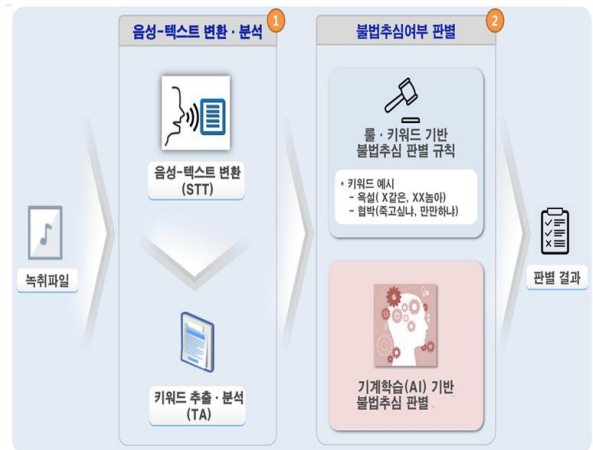 음성-텍스트 변환 · 분석
1
불법추심여부 판별
2
녹취파일
음성-텍스트 변환
(STT)
키워드 추출 · 분석
(TA)
룰 · 키워드 기반
불법추심 판별 규칙
• 키워드 예시
- 욕설( X같은, XX놈아)
- 협박(죽고싶냐, 만만하냐)
기계학습(AI) 기반
불법추심 판별
판별 결과